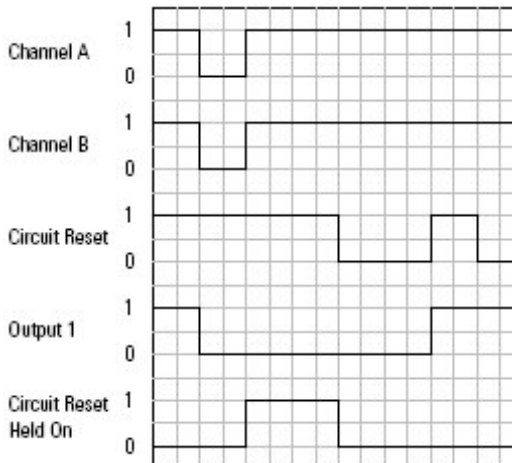 Channel A 1
0
Channel B 1
0
Circuit Reset 1
0
Output 1 1
0
Circuit Reset 1
Held On 0